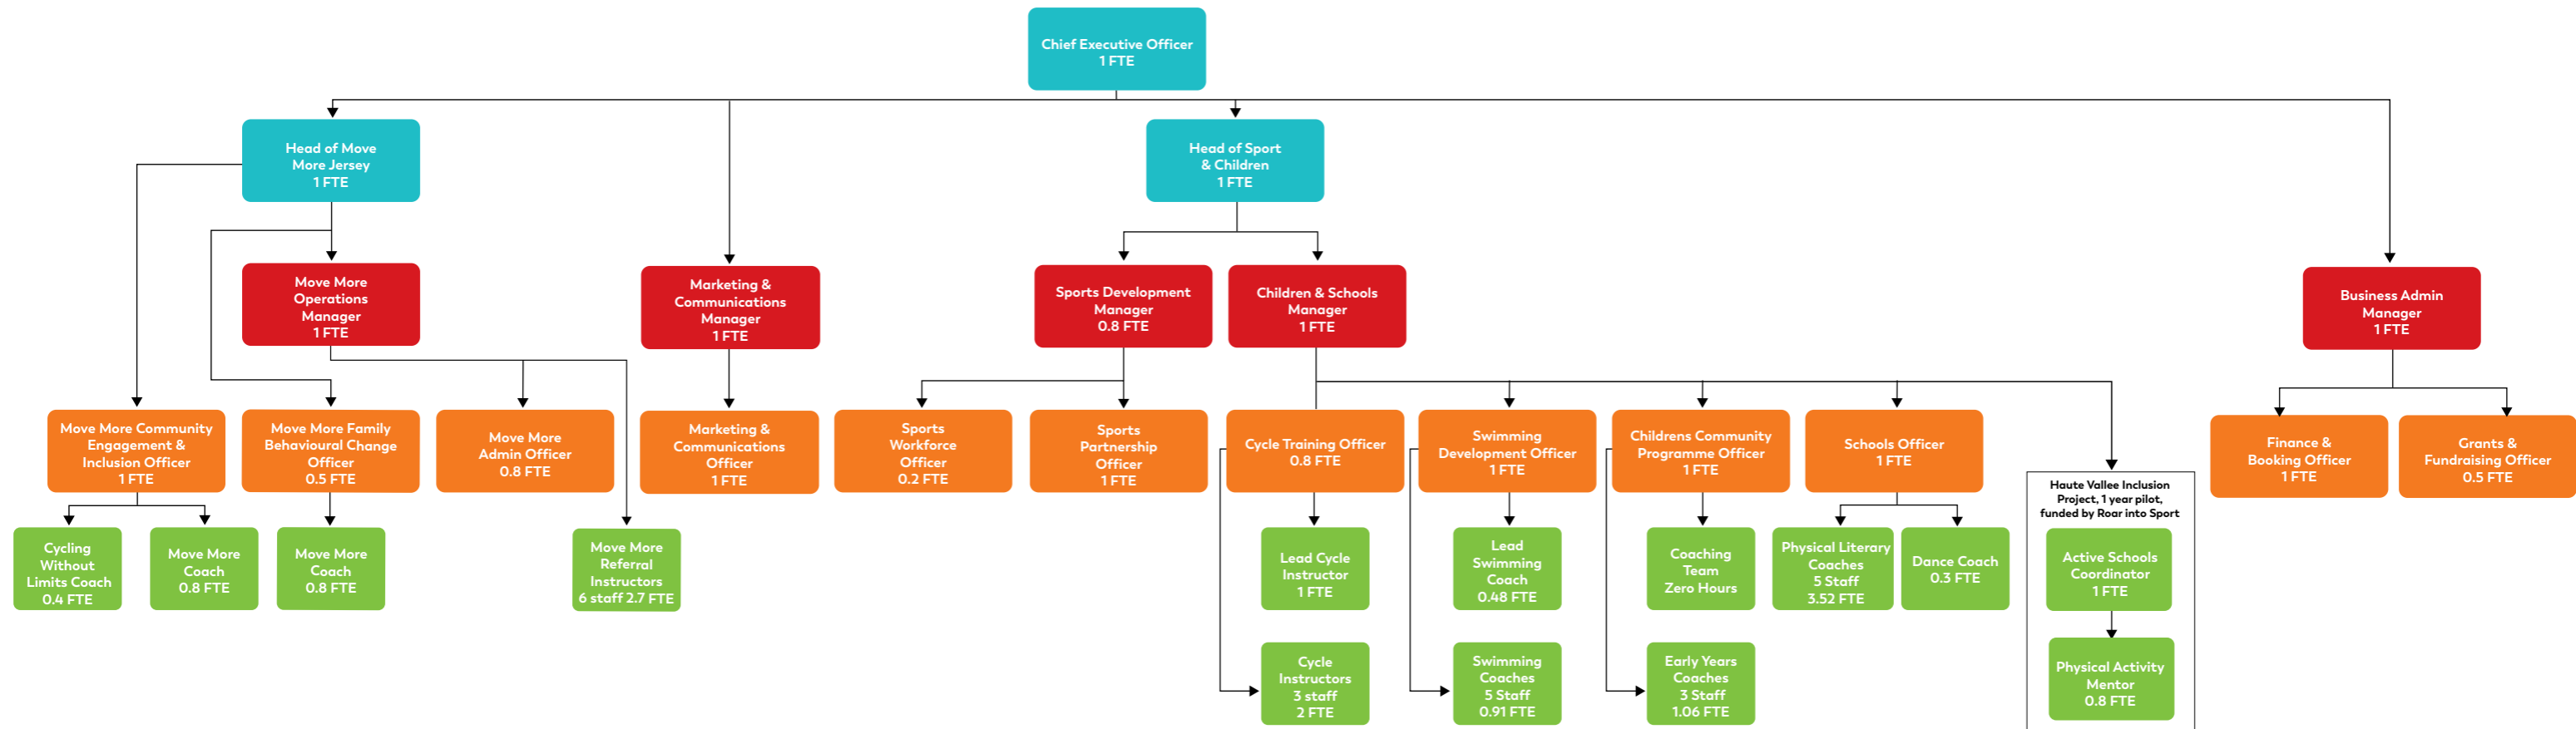 Chief Executive Officer
1 FTE
Head of Move
More Jersey
1 FTE
Head of Sport
& Children
1 FTE
Move More
Operations
Manager
1 FTE
Marketing &
Communications
Manager
1 FTE
Sports Development
Manager
0.8 FTE
Children & Schools
Manager
1 FTE
Business Admin
Manager
1 FTE
Move More Community
Engagement &
Inclusion Officer
1 FTE
Move More Family
Behavioural Change
Officer
0.5 FTE
Move More
Admin Officer
0.8 FTE
Marketing &
Communications
Officer
1 FTE
Sports
Workforce
Officer
0.2 FTE
Sports
Partnership
Officer
1 FTE
Cycle Training Officer
0.8 FTE
Swimming
Development Officer
1 FTE
Childrens Community
Programme Officer
1 FTE
Schools Officer
1 FTE
Finance &
Booking Officer
1 FTE
Grants &
Fundraising Officer
0.5 FTE
Haute Vallee Inclusion
Project, 1 year pilot,
funded by Roar into Sport
Cycling
Without
Limits Coach
0.4 FTE
Move More
Coach
0.8 FTE
Move More
Coach
0.8 FTE
Move More
Referral
Instructors
6 staff 2.7 FTE
Lead Cycle
Instructor
1 FTE
Lead
Swimming
Coach
0.48 FTE
Coaching
Team
Zero Hours
Physical Literary
Coaches
5 Staff
3.52 FTE
Dance Coach
0.3 FTE
Active Schools
Coordinator
1 FTE
Cycle
Instructors
3 staff
2 FTE
Swimming
Coaches
5 Staff
0.91 FTE
Early Years
Coaches
3 Staff
1.06 FTE
Physical Activity
Mentor
0.8 FTE